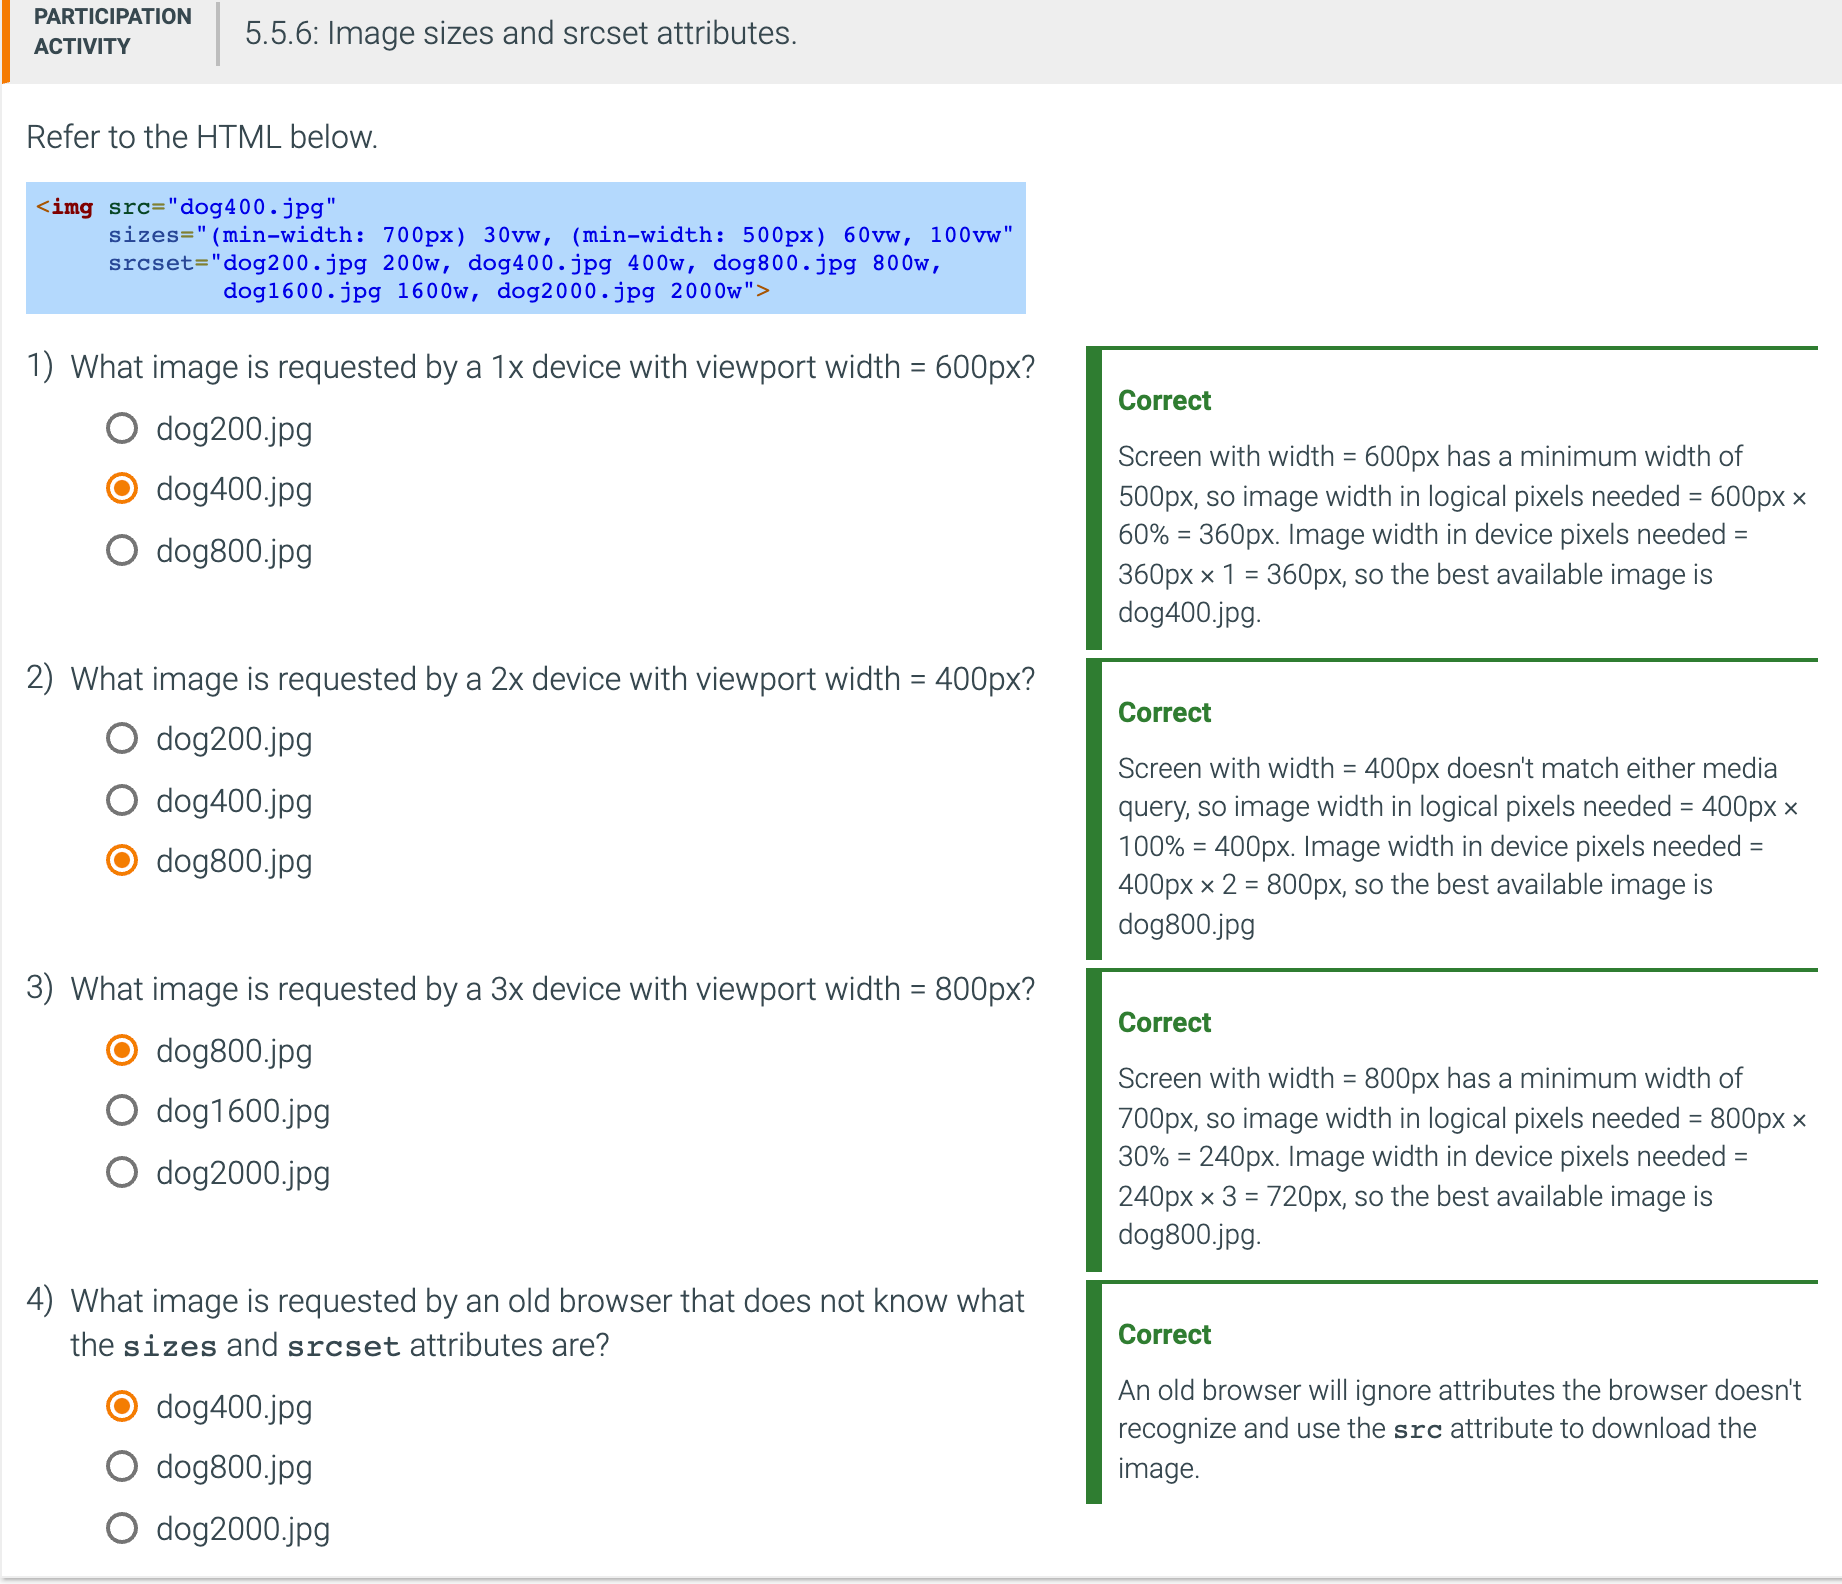 PARTICIPATION
ACTIVITY
5.5.6: Image sizes and srcset attributes.
Refer to the HTML below.
<img src="dog400.jpg"
sizes="(min-width: 700px) 30vw, (min-width: 500px) 60vw, 100vw"
srcset="dog200.jpg 200w, dog400.jpg 400w, dog800.jpg 800w,
dog1600.jpg 1600w, dog2000.jpg 2000w">
1) What image is requested by a 1x device with viewport width = 600px?
dog200.jpg
dog400.jpg
dog800.jpg
Correct
Screen with width = 600px has a minimum width of
500px, so image width in logical pixels needed = 600px ×
60% = 360px. Image width in device pixels needed =
360px × 1 = 360px, so the best available image is
dog400.jpg.
2) What image is requested by a 2x device with viewport width = 400px?
dog200.jpg
dog400.jpg
dog800.jpg
Correct
Screen with width = 400px doesn't match either media
query, so image width in logical pixels needed = 400px ×
100% = 400px. Image width in device pixels needed =
400px × 2 = 800px, so the best available image is
dog800.jpg
3) What image is requested by a 3x device with viewport width = 800px?
dog800.jpg
dog1600.jpg
dog2000.jpg
Correct
Screen with width = 800px has a minimum width of
700px, so image width in logical pixels needed = 800px ×
30% = 240px. Image width in device pixels needed =
240px × 3 = 720px, so the best available image is
dog800.jpg.
4) What image is requested by an old browser that does not know what
the sizes and srcset attributes are?
dog400.jpg
dog800.jpg
dog2000.jpg
Correct
An old browser will ignore attributes the browser doesn't
recognize and use the src attribute to download the
image.